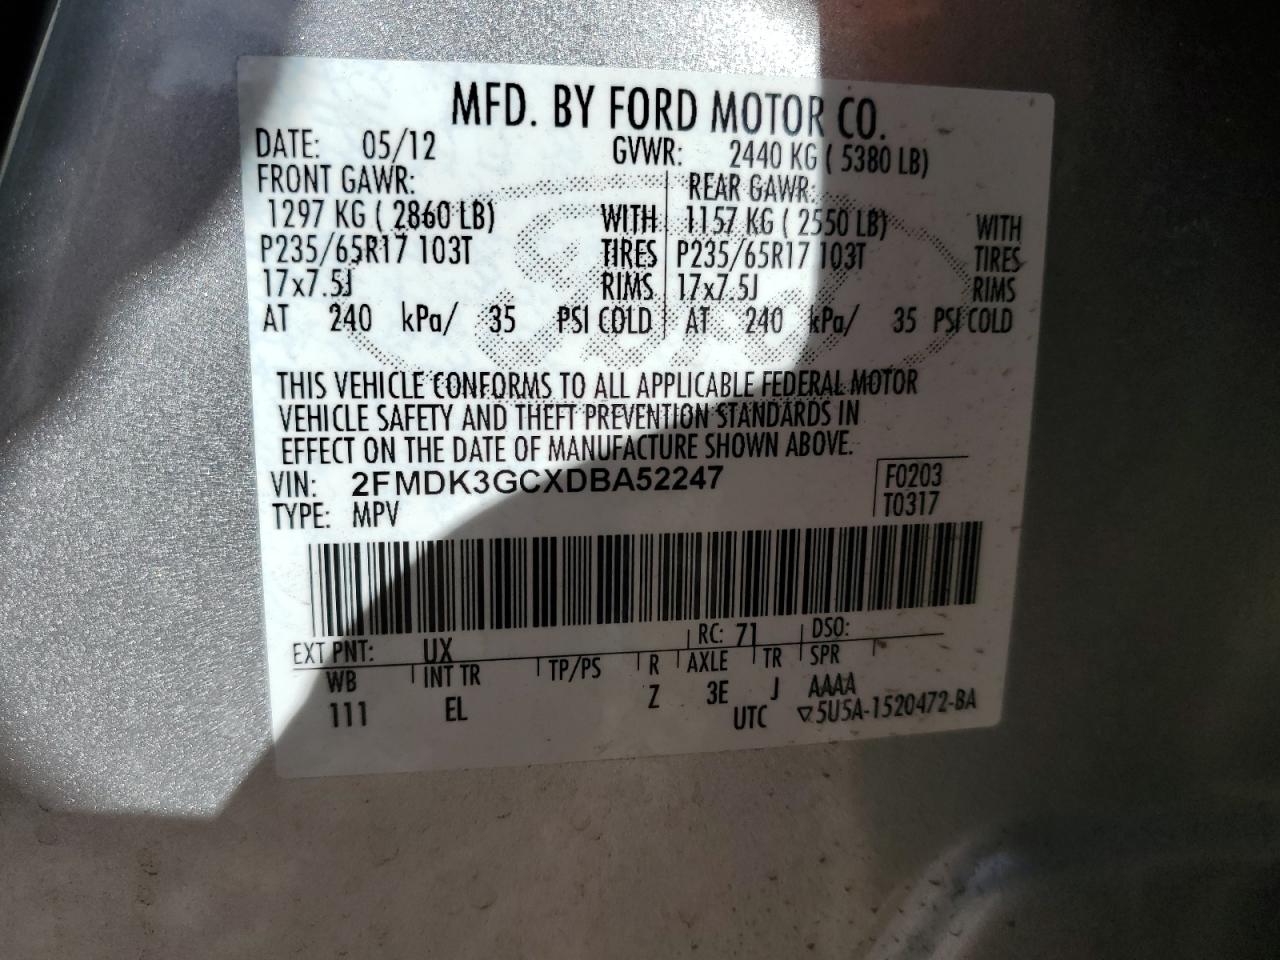 MFD. BY FORD MOTOR CO.
DATE: 05/12 GVWR: 2440 KG ( 5380 LB)
FRONT GAWR: REAR GAWR:
1297 KG ( 2860 LB) WITH 1157 KG ( 2550 LB) WITH
P235/65R17 103T TIRES P235/65R17 103T TIRES
17x7.5J RIMS 17x7.5J RIMS
AT 240 kPa/ 35 PSI COLD AT 240 kPa/ 35 PSI COLD
THIS VEHICLE CONFORMS TO ALL APPLICABLE FEDERAL MOTOR
VEHICLE SAFETY AND THEFT PREVENTION STANDARDS IN
EFFECT ON THE DATE OF MANUFACTURE SHOWN ABOVE.
VIN: 2FMDK3GCXDBA52247 F0203
TYPE: MPV T0317
EXT PNT: UX RC: 71 DSO:
WB INT TR TP/PS R AXLE TR SPR
111 EL Z 3E J AAAA
UTC ▽5U5A-1520472-BA